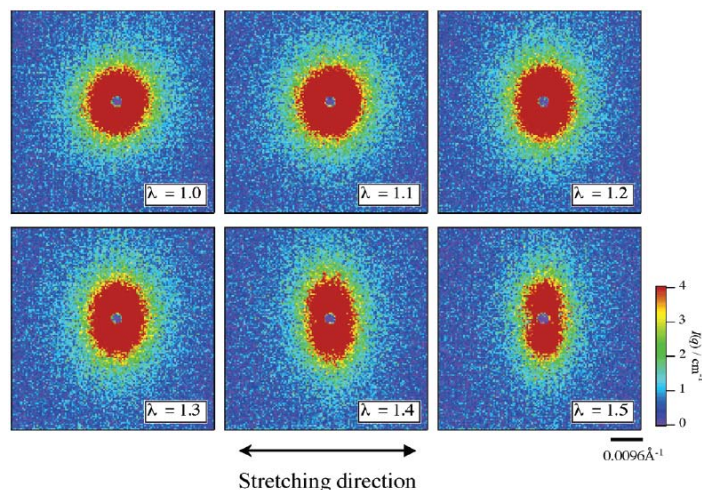 λ = 1.0
λ = 1.1
λ = 1.2
λ = 1.3
λ = 1.4
λ = 1.5
4
3
2
1
0
I(q) / cm⁻¹
0.0096Å⁻¹
Stretching direction